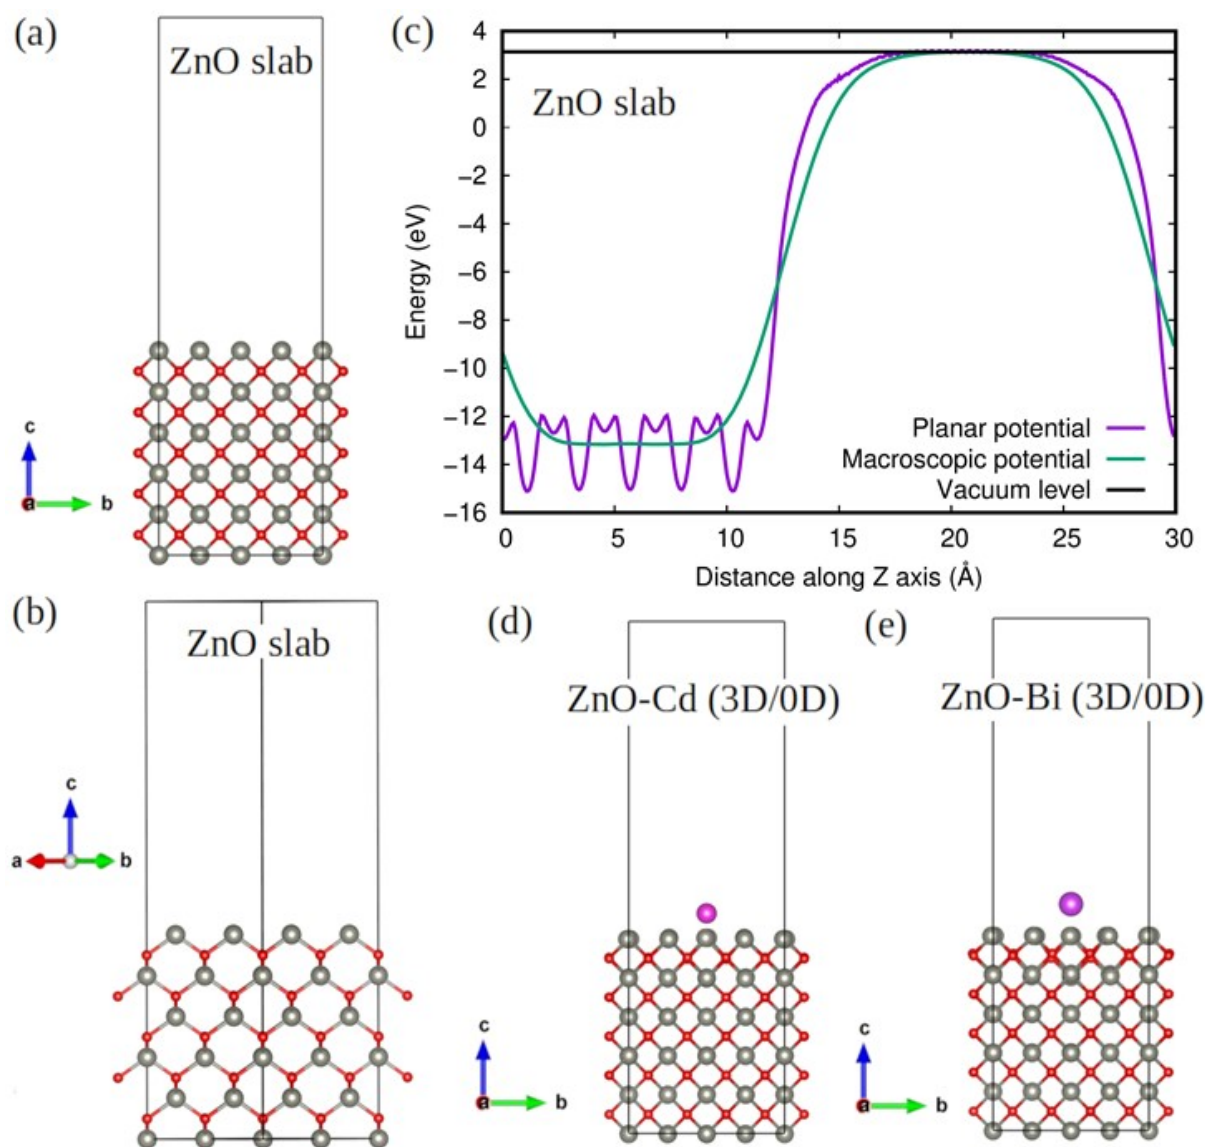 (a)
ZnO slab
c
a
b
(c)
4
2
0
−2
−4
−6
−8
−10
−12
−14
−16
Energy (eV)
ZnO slab
Planar potential
Macroscopic potential
Vacuum level
0 5 10 15 20 25 30
Distance along Z axis (Å)
(b)
ZnO slab
c
a
b
(d)
ZnO-Cd (3D/0D)
c
a
b
(e)
ZnO-Bi (3D/0D)
c
a
b